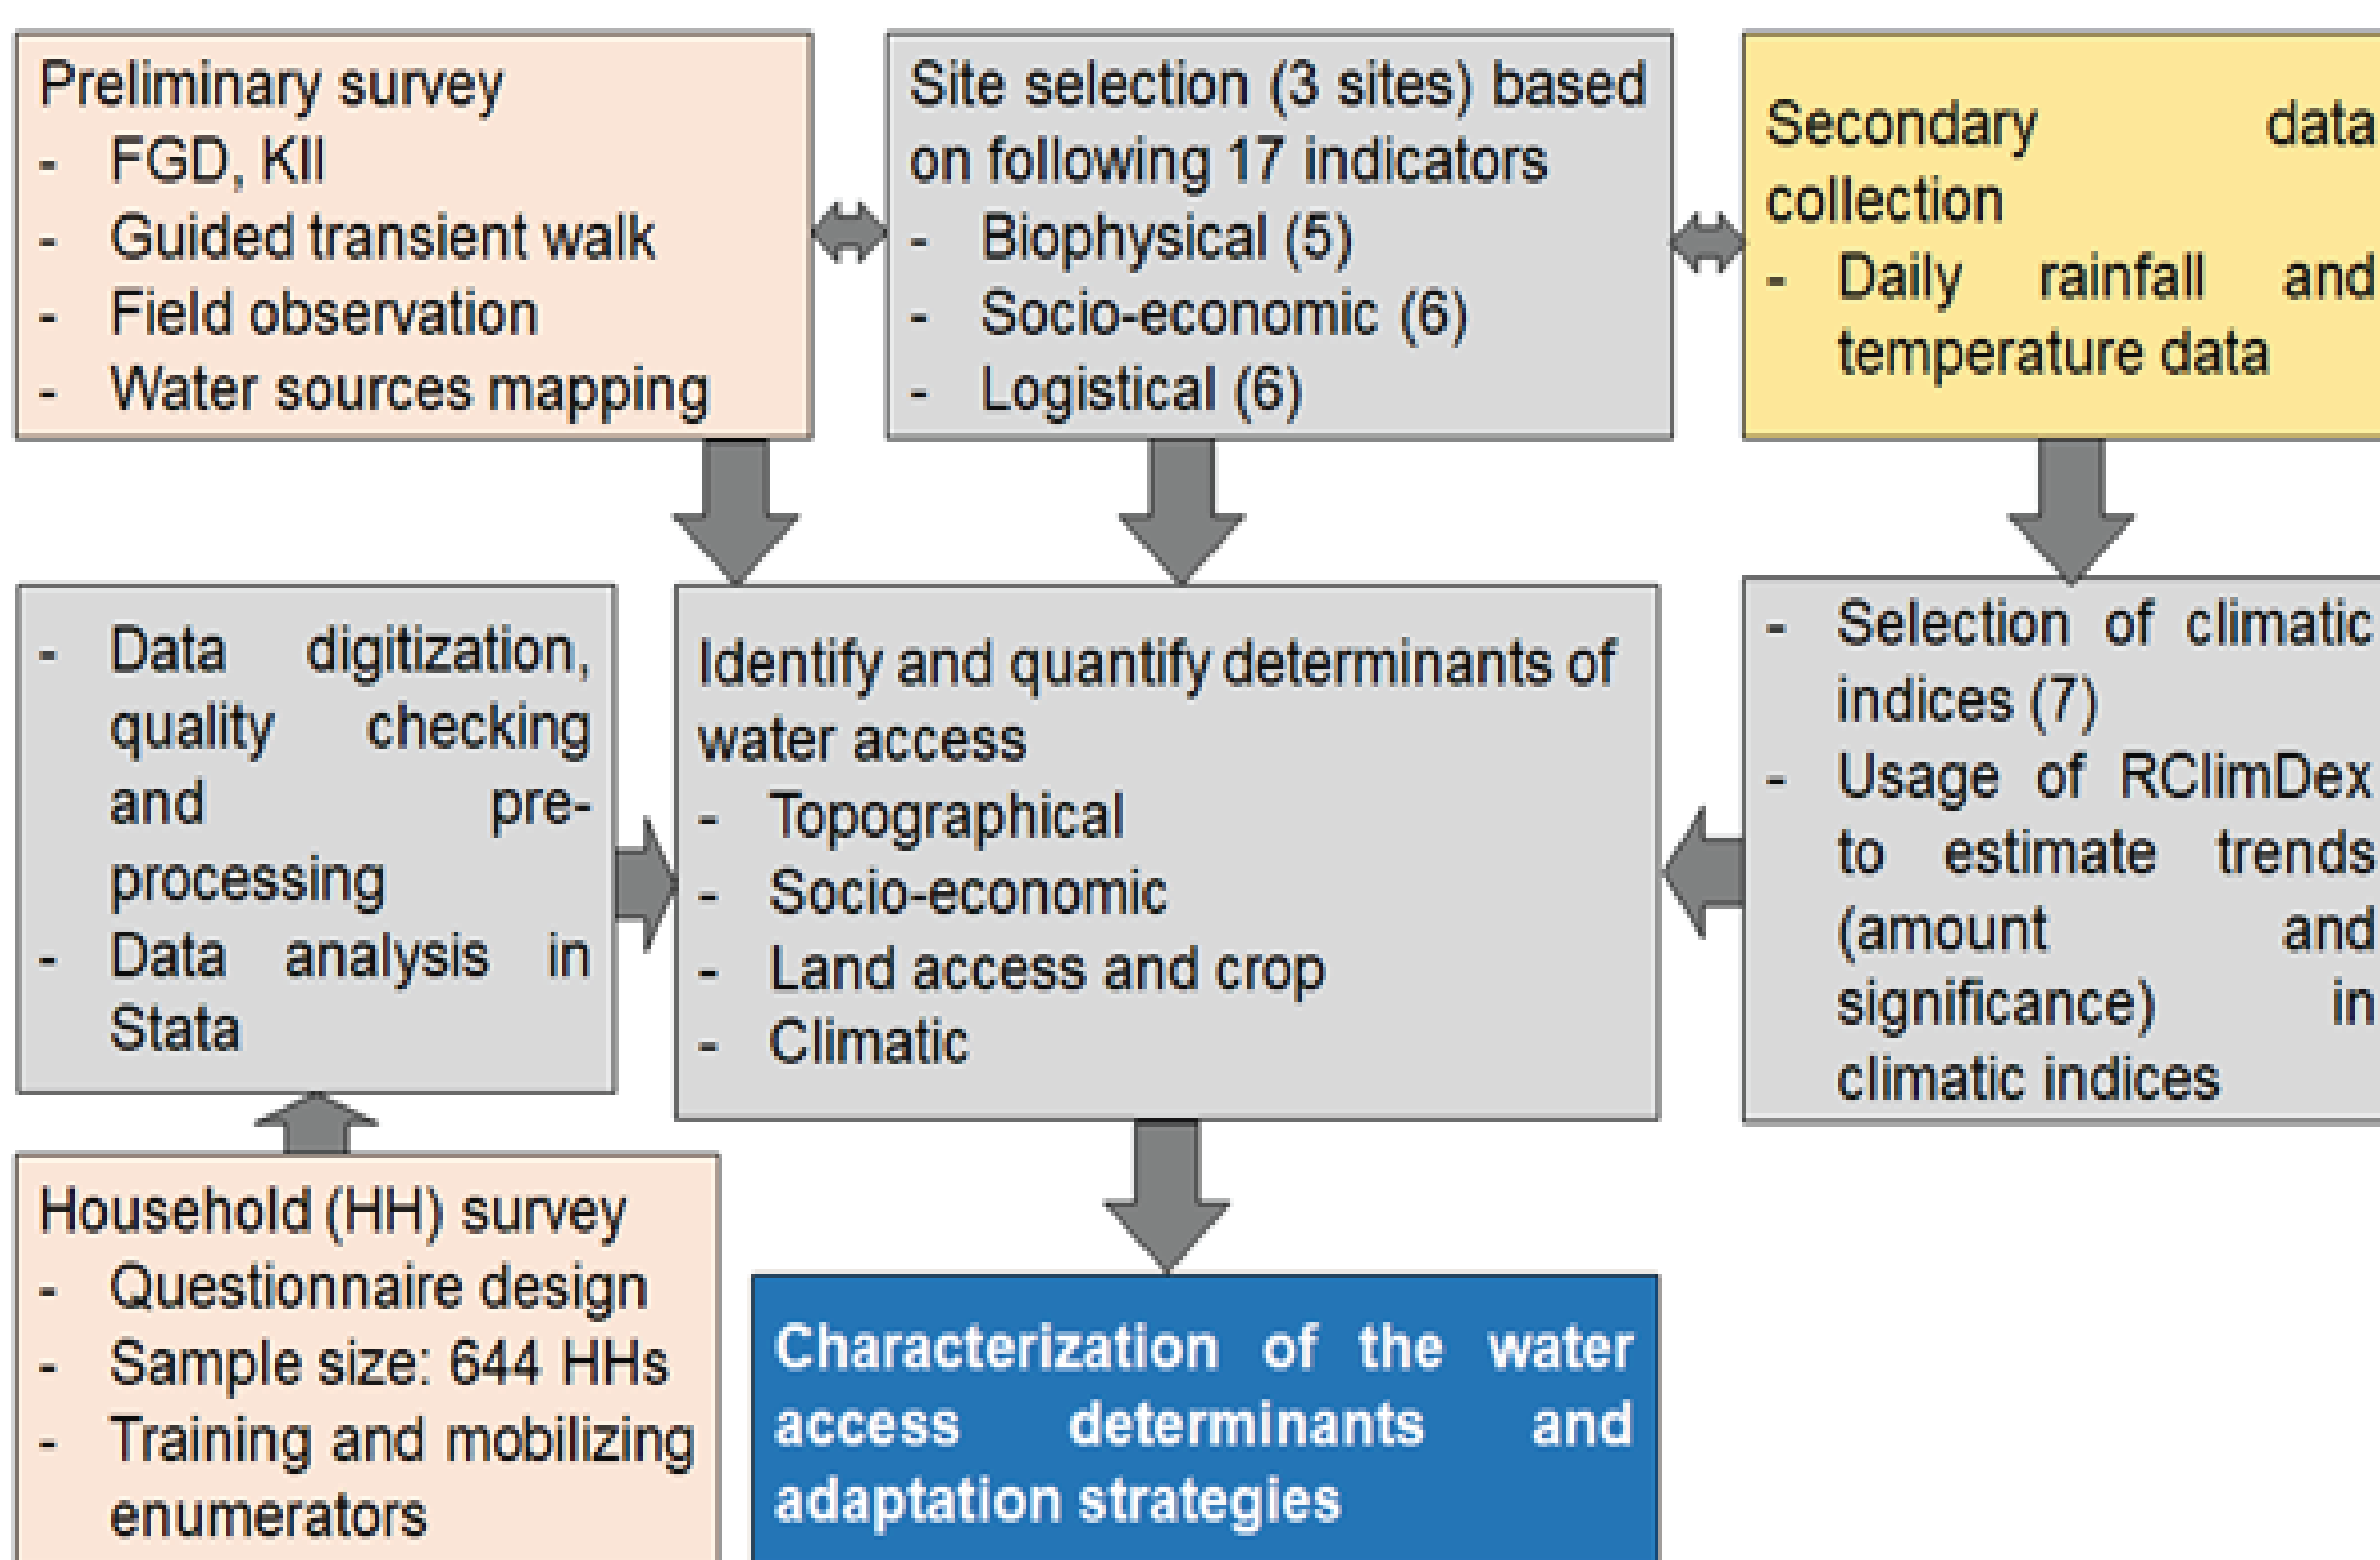 Preliminary survey
- FGD, KII
- Guided transient walk
- Field observation
- Water sources mapping
Site selection (3 sites) based
on following 17 indicators
- Biophysical (5)
- Socio-economic (6)
- Logistical (6)
Secondary data
collection
- Daily rainfall and
temperature data
- Data digitization,
quality checking
and pre-
processing
- Data analysis in
Stata
Identify and quantify determinants of
water access
- Topographical
- Socio-economic
- Land access and crop
- Climatic
- Selection of climatic
indices (7)
- Usage of RClimDex
to estimate trends
(amount and
significance) in
climatic indices
Household (HH) survey
- Questionnaire design
- Sample size: 644 HHs
- Training and mobilizing
enumerators
Characterization of the water
access determinants and
adaptation strategies